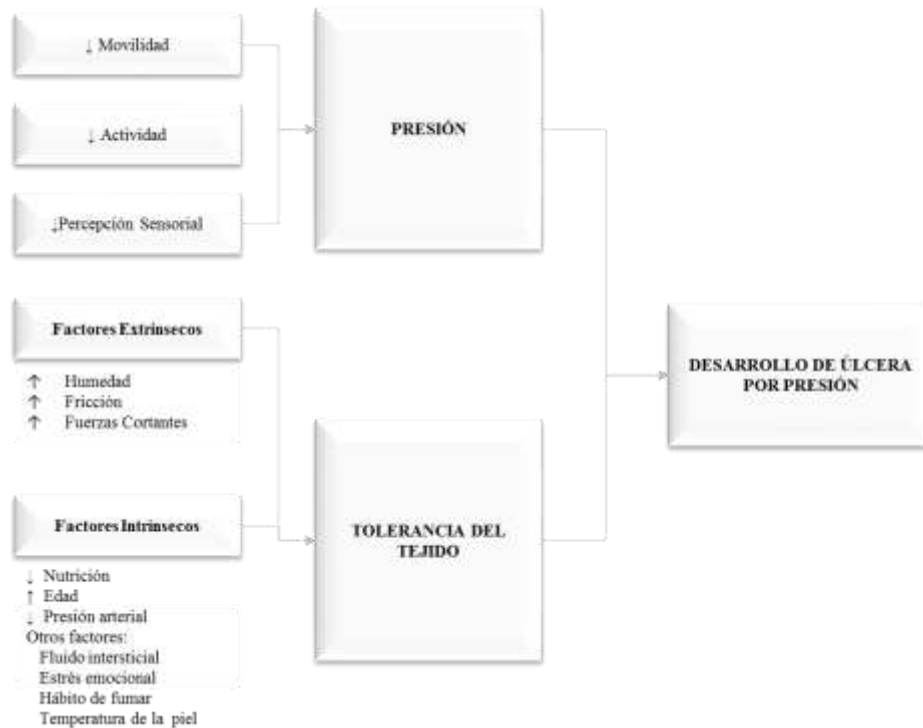 ↓ Movilidad
↓ Actividad
↓Percepción Sensorial
PRESIÓN
Factores Extrínsecos
↑ Humedad
↑ Fricción
↑ Fuerzas Cortantes
Factores Intrínsecos
↓ Nutrición
↑ Edad
↓ Presión arterial
Otros factores:
Fluido intersticial
Estrés emocional
Hábito de fumar
Temperatura de la piel
TOLERANCIA DEL
TEJIDO
DESARROLLO DE ÚLCERA
POR PRESIÓN